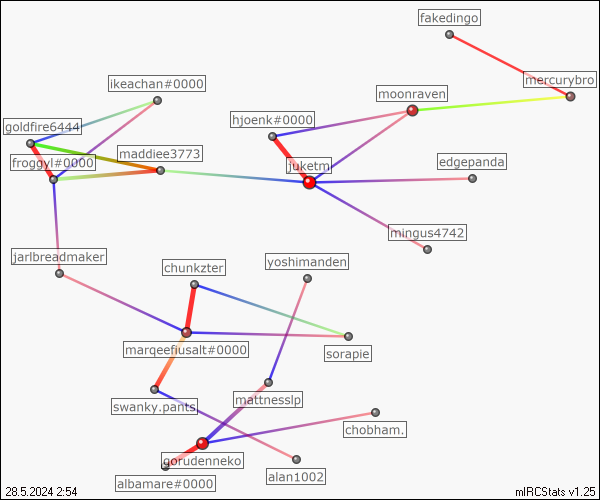 fakedingo
mercurybro
ikeachan#0000
moonraven
hjoenk#0000
goldfire6444
maddiee3773
froggyl#0000
juketm
edgepanda
mingus4742
jarlbreadmaker
chunkzter
yoshimanden
marqeefiusalt#0000
sorapie
swanky.pants.
mattnesslp
chobham.
gorudenneko
albamare#0000
alan1002
28.5.2024 2:54
mIRCStats v1.25